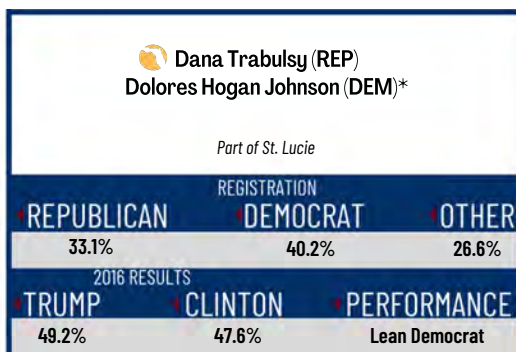 Dana Trabulsy (REP)
Dolores Hogan Johnson (DEM)*
Part of St. Lucie
REGISTRATION
REPUBLICAN DEMOCRAT OTHER
33.1% 40.2% 26.6%
2016 RESULTS
TRUMP CLINTON PERFORMANCE
49.2% 47.6% Lean Democrat